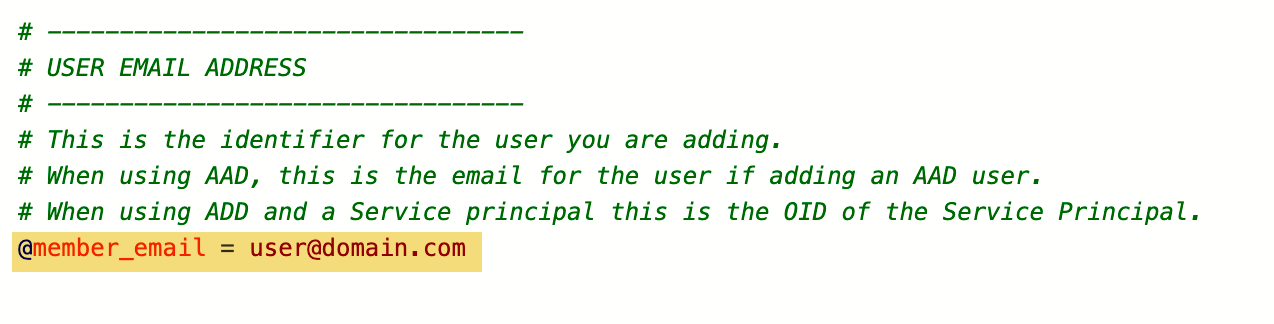 # ---------------------------------
# USER EMAIL ADDRESS
# ---------------------------------
# This is the identifier for the user you are adding.
# When using AAD, this is the email for the user if adding an AAD user.
# When using ADD and a Service principal this is the OID of the Service Principal.
@member_email = user@domain.com